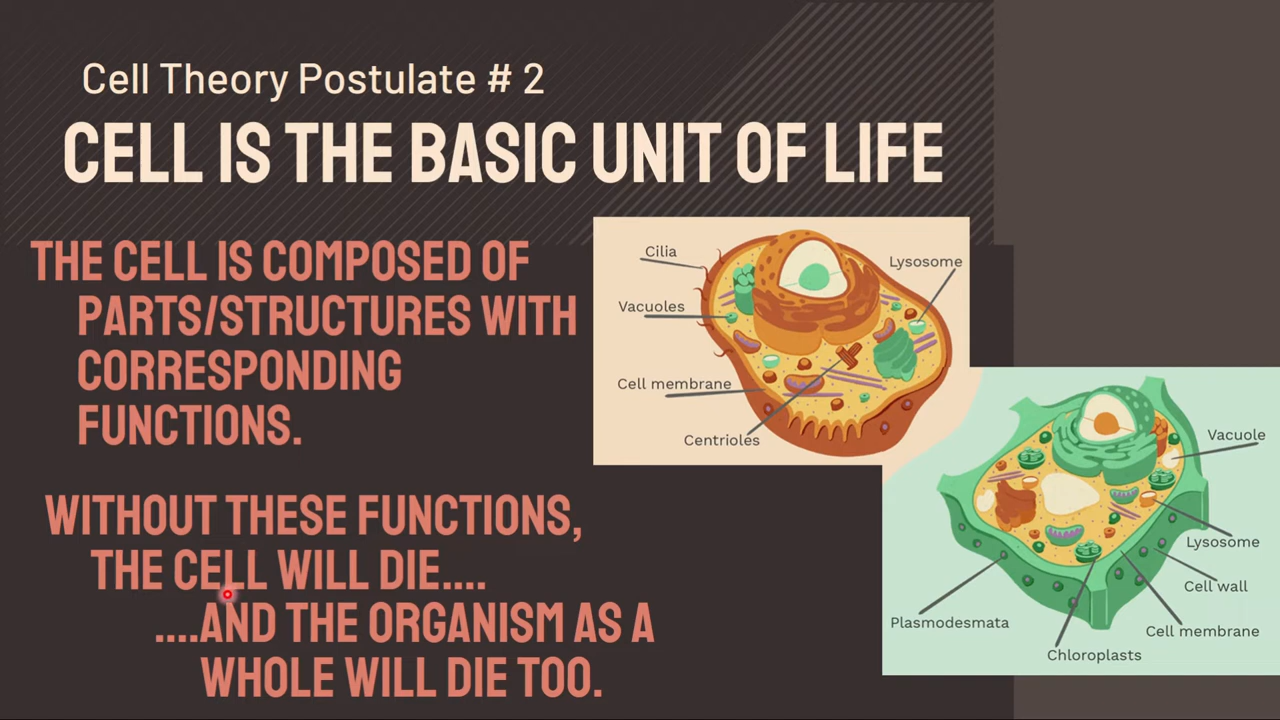 Cell Theory Postulate # 2
CELL IS THE BASIC UNIT OF LIFE
THE CELL IS COMPOSED OF
PARTS/STRUCTURES WITH
CORRESPONDING
FUNCTIONS.
WITHOUT THESE FUNCTIONS,
THE CELL WILL DIE....
....AND THE ORGANISM AS A
WHOLE WILL DIE TOO.
Cilia
Lysosome
Vacuoles
Cell membrane
Centrioles
Vacuole
Lysosome
Cell wall
Plasmodesmata
Cell membrane
Chloroplasts